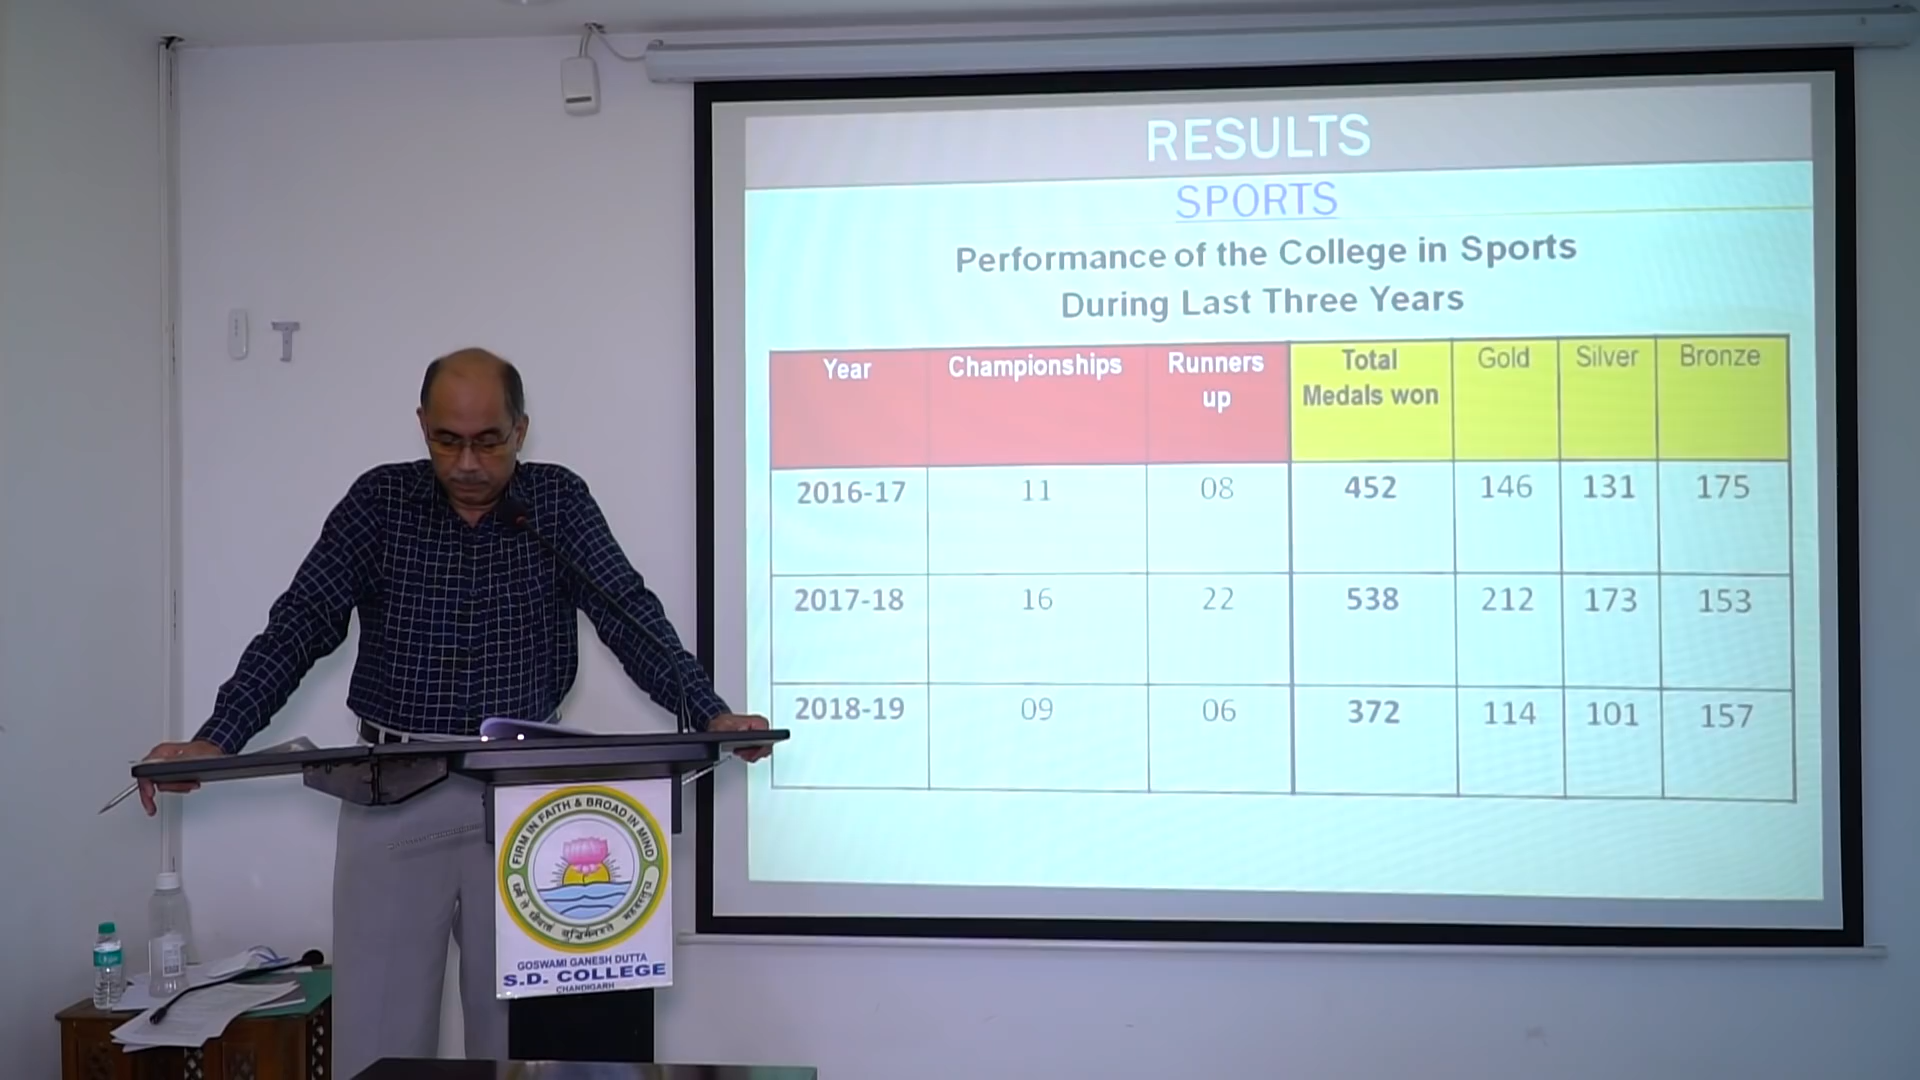 RESULTS
SPORTS
Performance of the College in Sports
During Last Three Years
Year Championships Runners up Total Medals won Gold Silver Bronze
2016-17 11 08 452 146 131 175
2017-18 16 22 538 212 173 153
2018-19 09 06 372 114 101 157
FIRM IN FAITH & BROAD IN MIND
GOSWAMI GANESH DUTTA
S.D. COLLEGE
CHANDIGARH